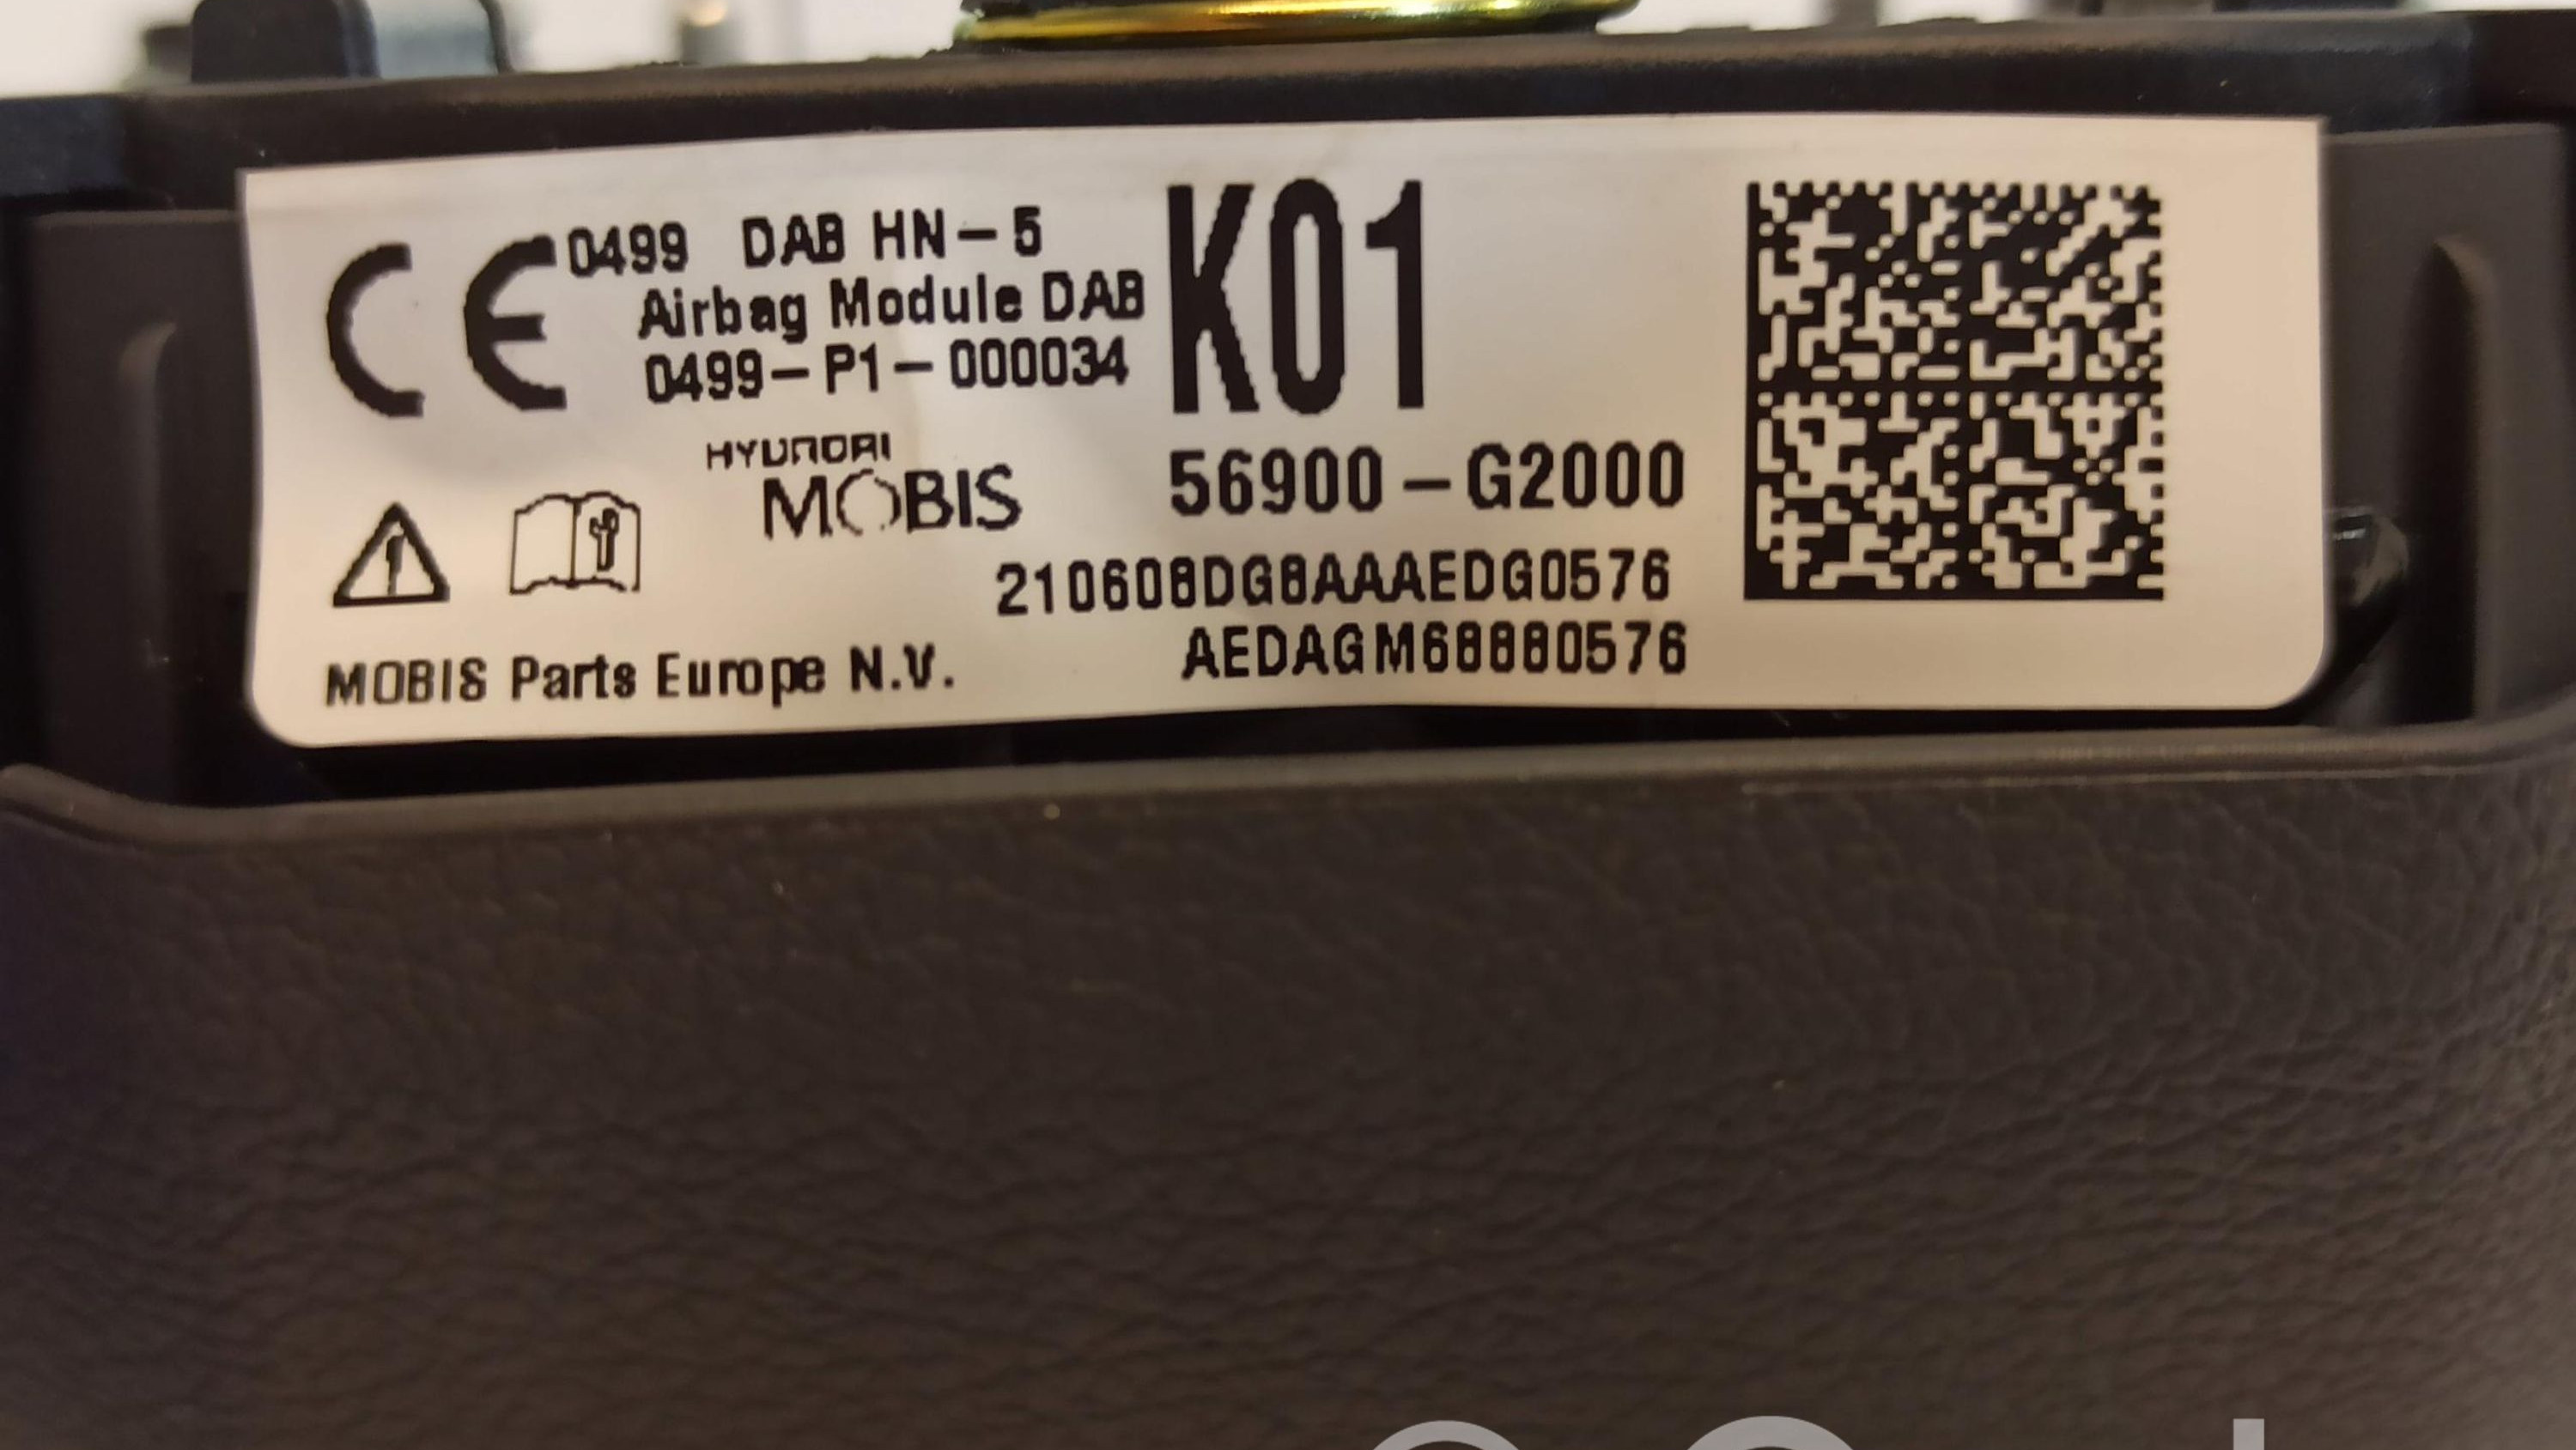 CE 0499 DAB HN-5
Airbag Module DAB
0499-P1-000034
K01
HYUNDAI
MOBIS
56900-G2000
210608DG8AAAEDG0576
AEDAGM68880576
MOBIS Parts Europe N.V.